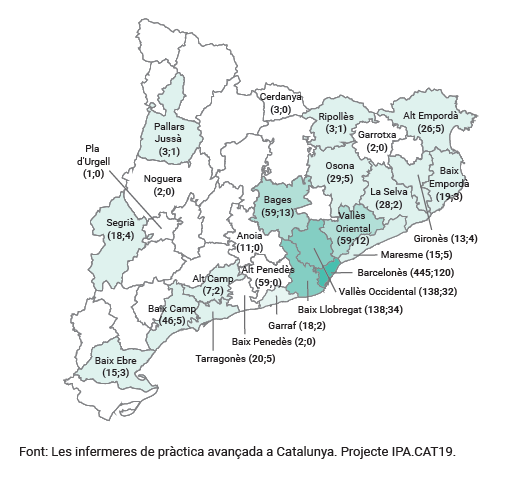 Cerdanya
(3;0)
Ripollès
(3;1)
Alt Empordà
(26;5)
Garrotxa
(2;0)
Pallars
Jussà
(3;1)
Pla
d'Urgell
(1;0)
Noguera
(2;0)
Osona
(29;5)
La Selva
(28;2)
Baix
Empordà
(19;3)
Bages
(59;13)
Vallès
Oriental
(59;12)
Segrià
(18;4)
Anoia
(11;0)
Gironès (13;4)
Maresme (15;5)
Barcelonès (445;120)
Vallès Occidental (138;32)
Alt Camp
(7;2)
Alt Penedès
(59;0)
Baix Llobregat (138;34)
Baix Camp
(46;5)
Garraf (18;2)
Baix Penedès (2;0)
Tarragonès (20;5)
Baix Ebre
(15;3)
Font: Les infermeres de pràctica avançada a Catalunya. Projecte IPA.CAT19.